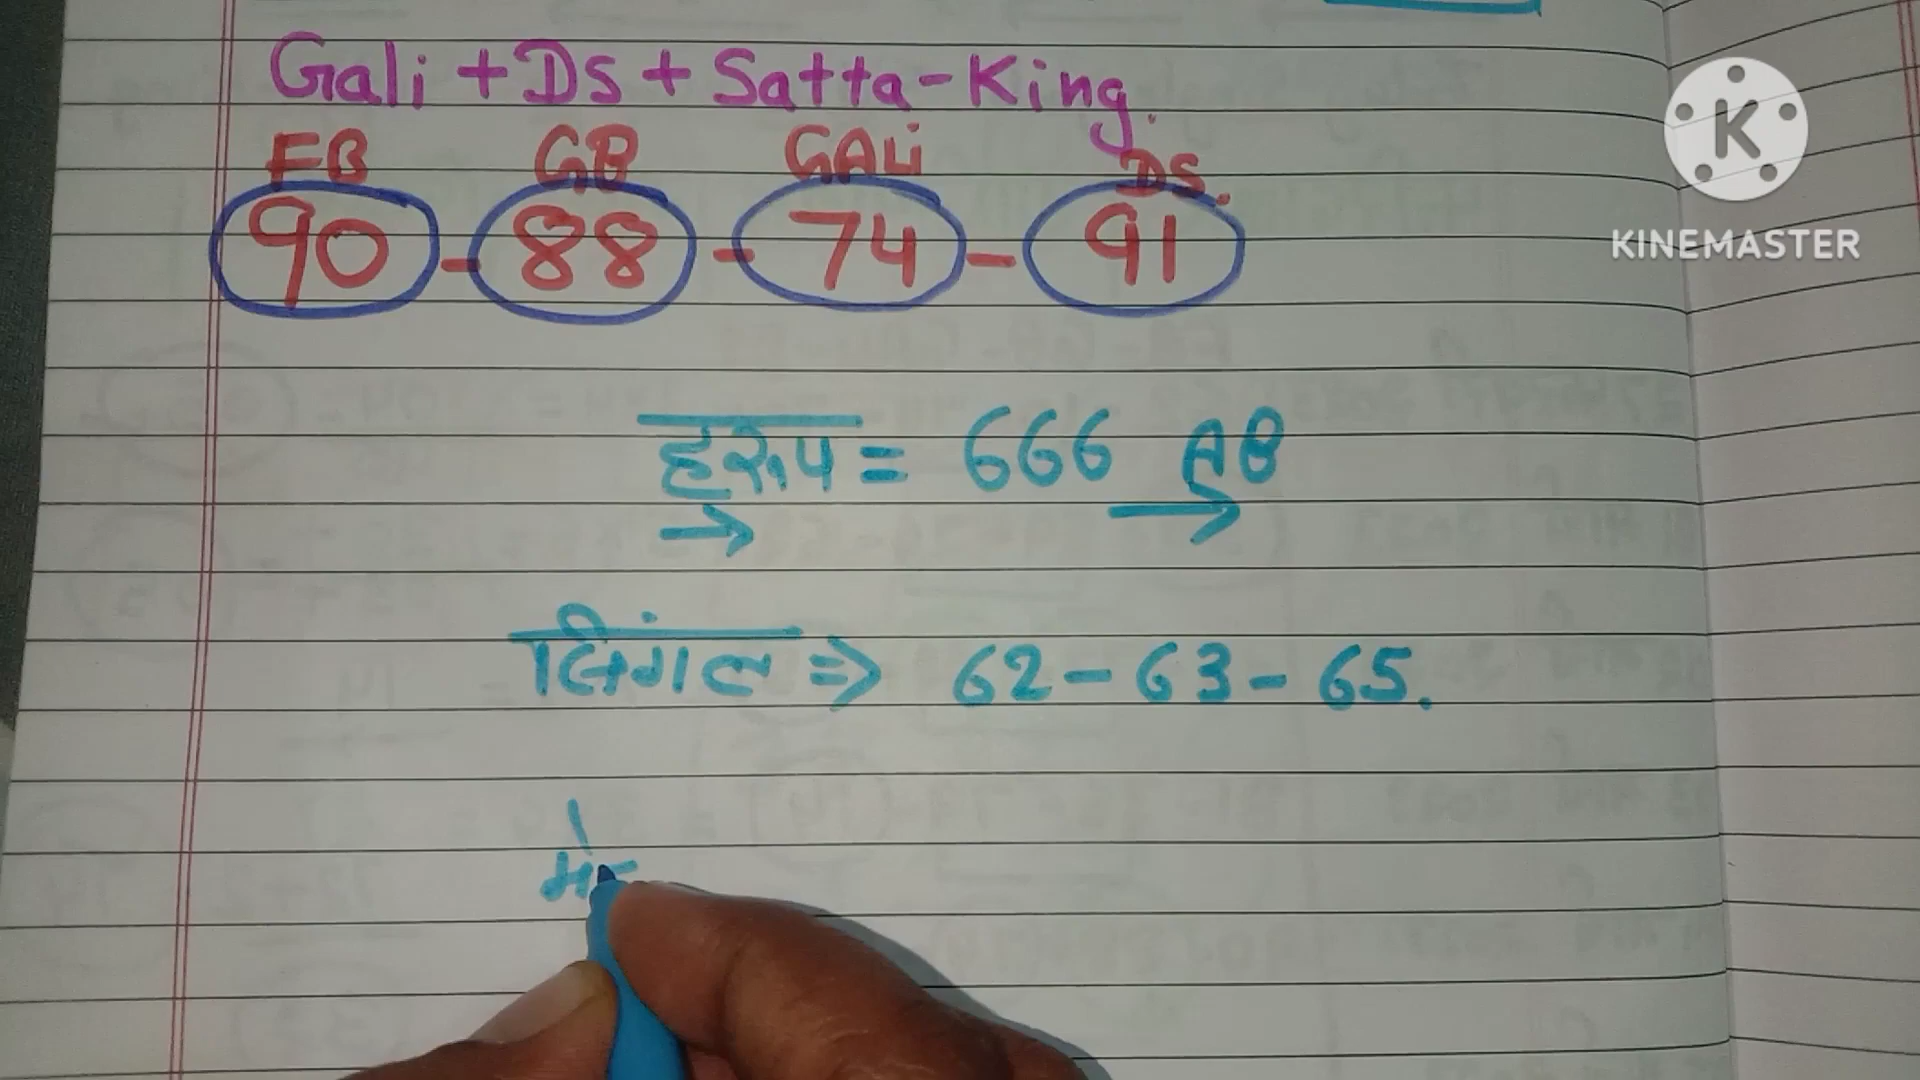 Gali + DS + Satta-King.
FB GB GALi DS.
90 - 88 - 74 - 91
हरूप = 666 AB
सिंगल => 62 - 63 - 65.
K
KINEMASTER